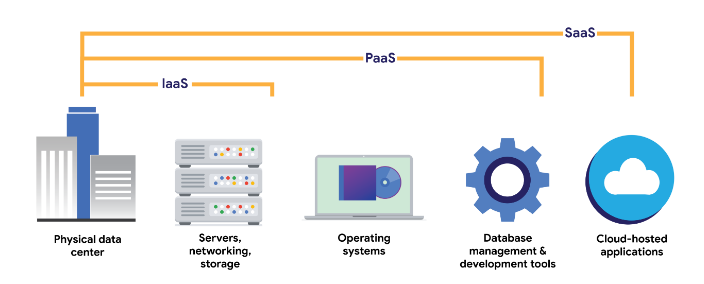 SaaS
PaaS
IaaS
Physical data
center
Servers,
networking,
storage
Operating
systems
Database
management &
development tools
Cloud-hosted
applications